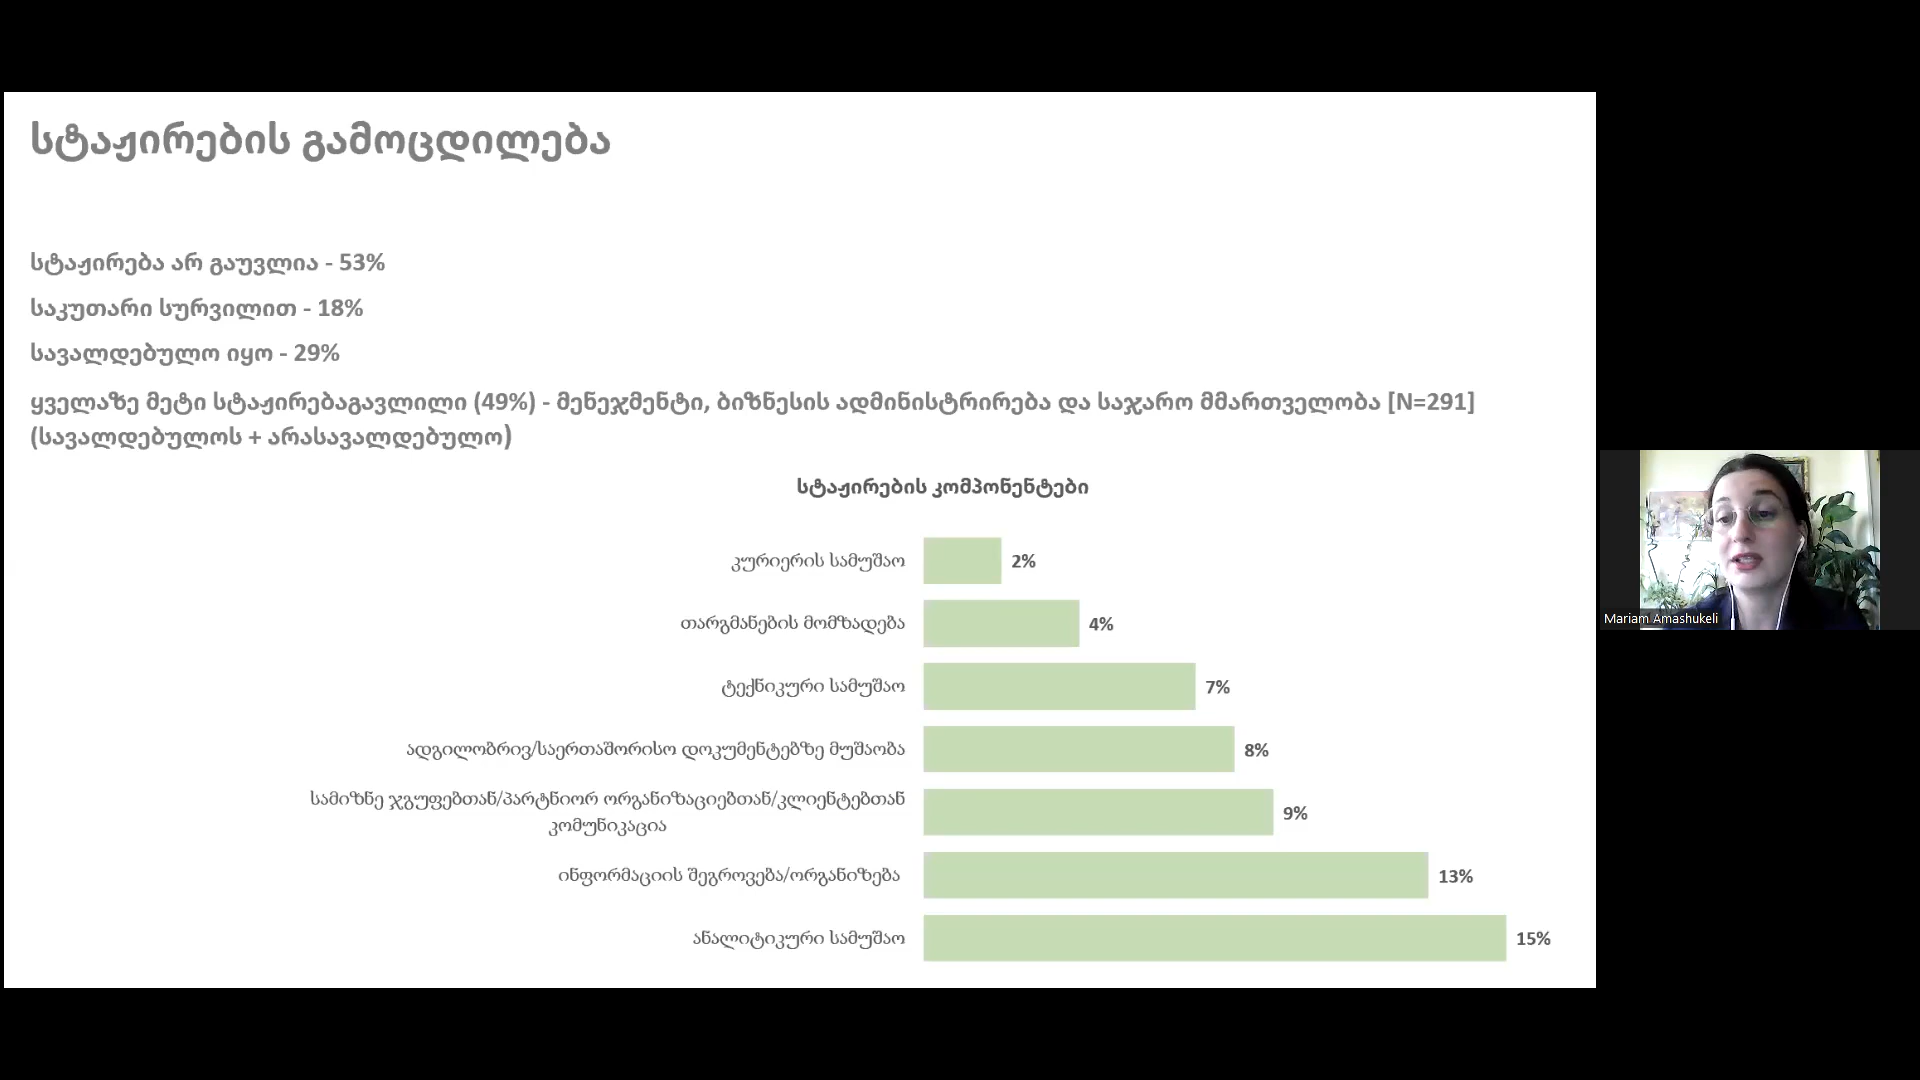 სტაჟირების გამოცდილება
სტაჟირება არ გაუვლია - 53%
საკუთარი სურვილით - 18%
სავალდებულო იყო - 29%
ყველაზე მეტი სტაჟირებაგავლილი (49%) - მენეჯმენტი, ბიზნესის ადმინისტრირება და საჯარო მმართველობა [N=291]
(სავალდებულოს + არასავალდებულო)
სტაჟირების კომპონენტები
კურიერის სამუშაო 2%
თარგმანების მომზადება 4%
ტექნიკური სამუშაო 7%
ადგილობრივ/საერთაშორისო დოკუმენტებზე მუშაობა 8%
სამიზნე ჯგუფებთან/პარტნიორ ორგანიზაციებთან/კლიენტებთან
კომუნიკაცია 9%
ინფორმაციის შეგროვება/ორგანიზება 13%
ანალიტიკური სამუშაო 15%
Mariam Amashukeli